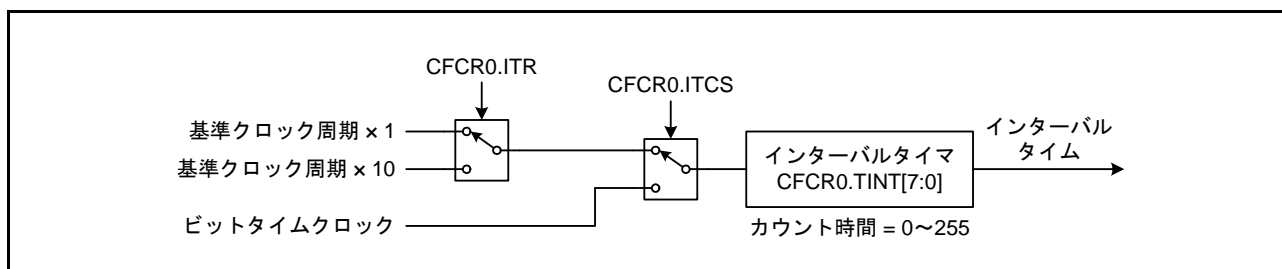 CFCR0.ITR
CFCR0.ITCS
基準クロック周期 × 1
基準クロック周期 × 10
ビットタイムクロック
インターバルタイマ
CFCR0.TINT[7:0]
カウント時間 = 0～255
インターバル
タイム